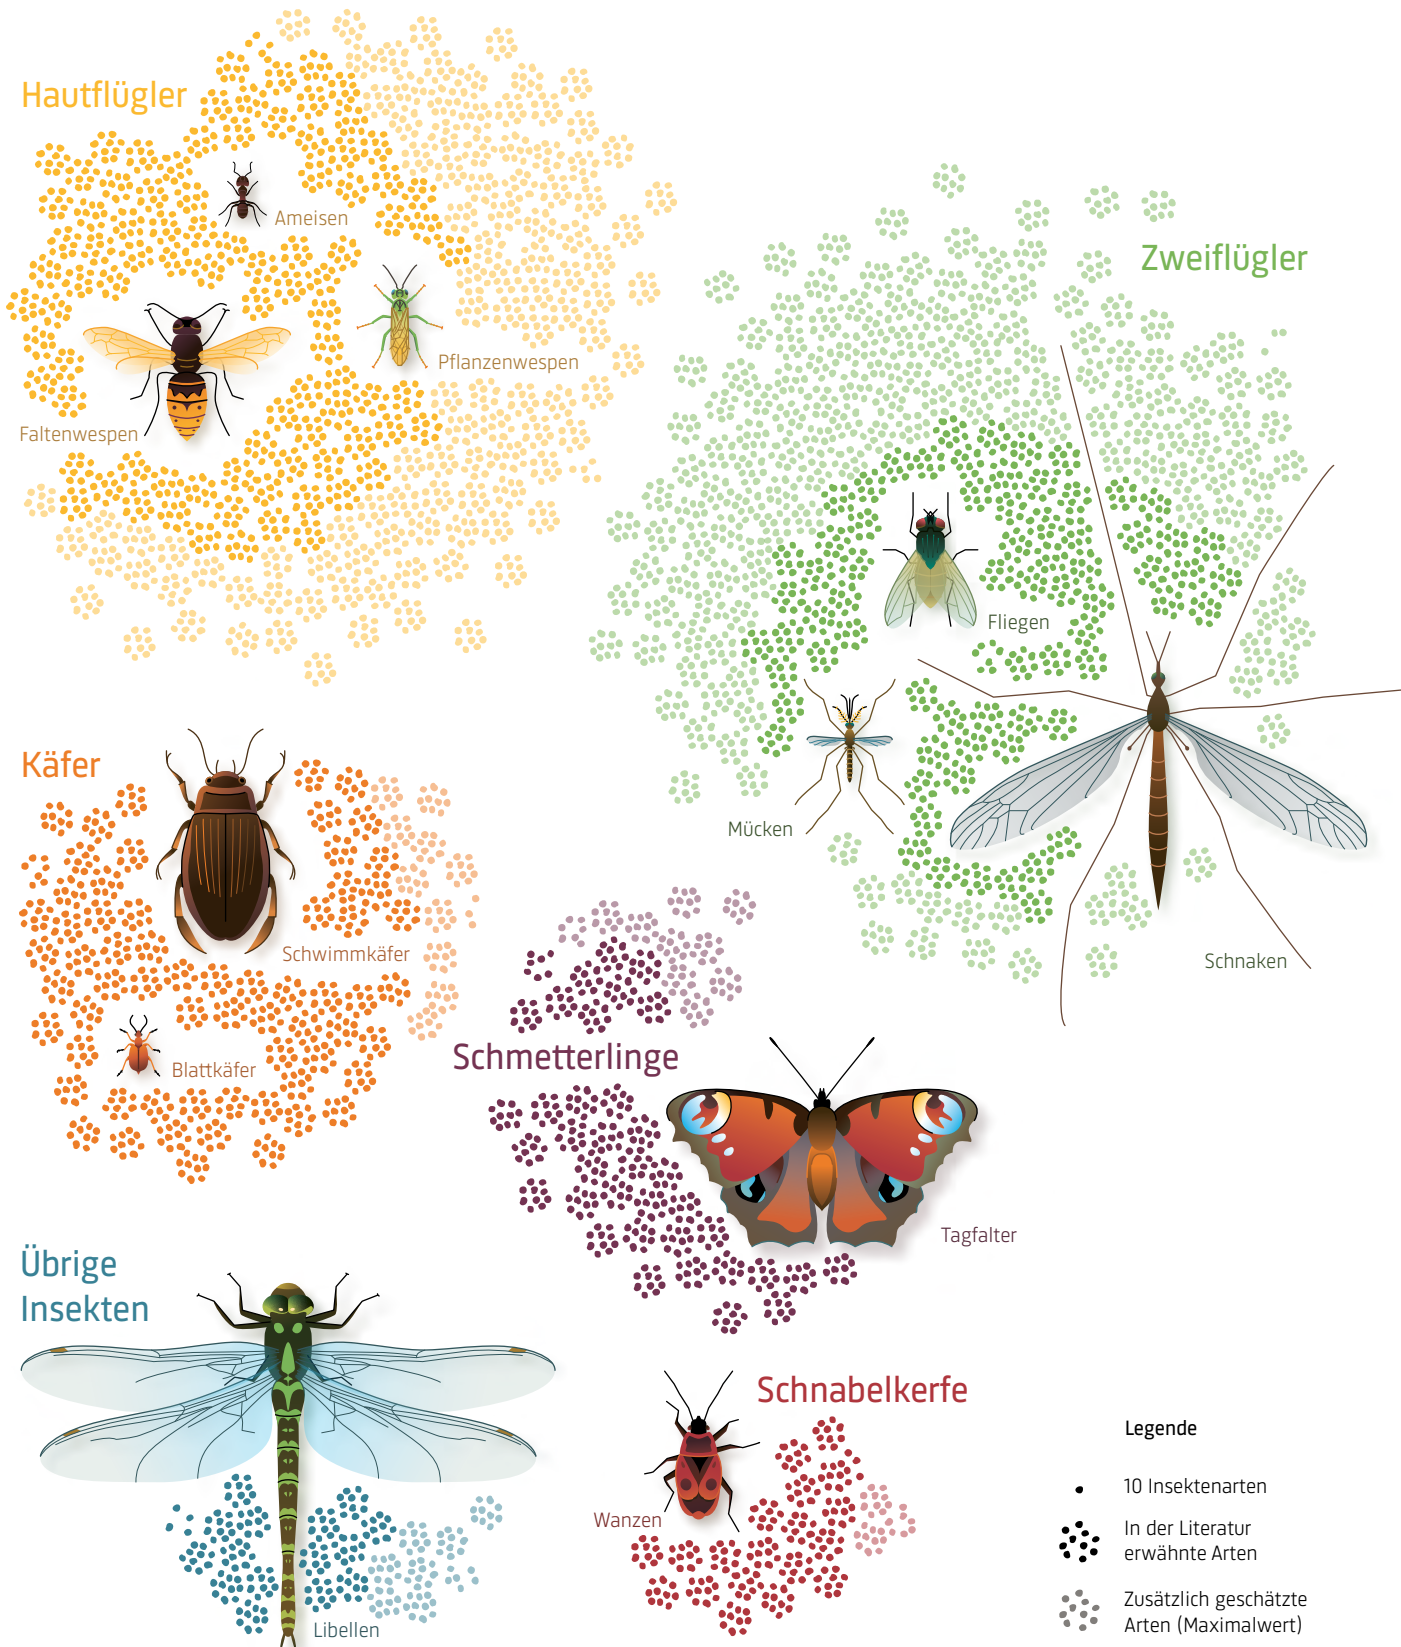 Hautflügler
Ameisen
Pflanzenwespen
Faltenwespen
Zweiflügler
Fliegen
Mücken
Schnaken
Käfer
Schwimmkäfer
Blattkäfer
Schmetterlinge
Tagfalter
Übrige
Insekten
Libellen
Schnabelkerfe
Wanzen
Legende
10 Insektenarten
In der Literatur
erwähnte Arten
Zusätzlich geschätzte
Arten (Maximalwert)